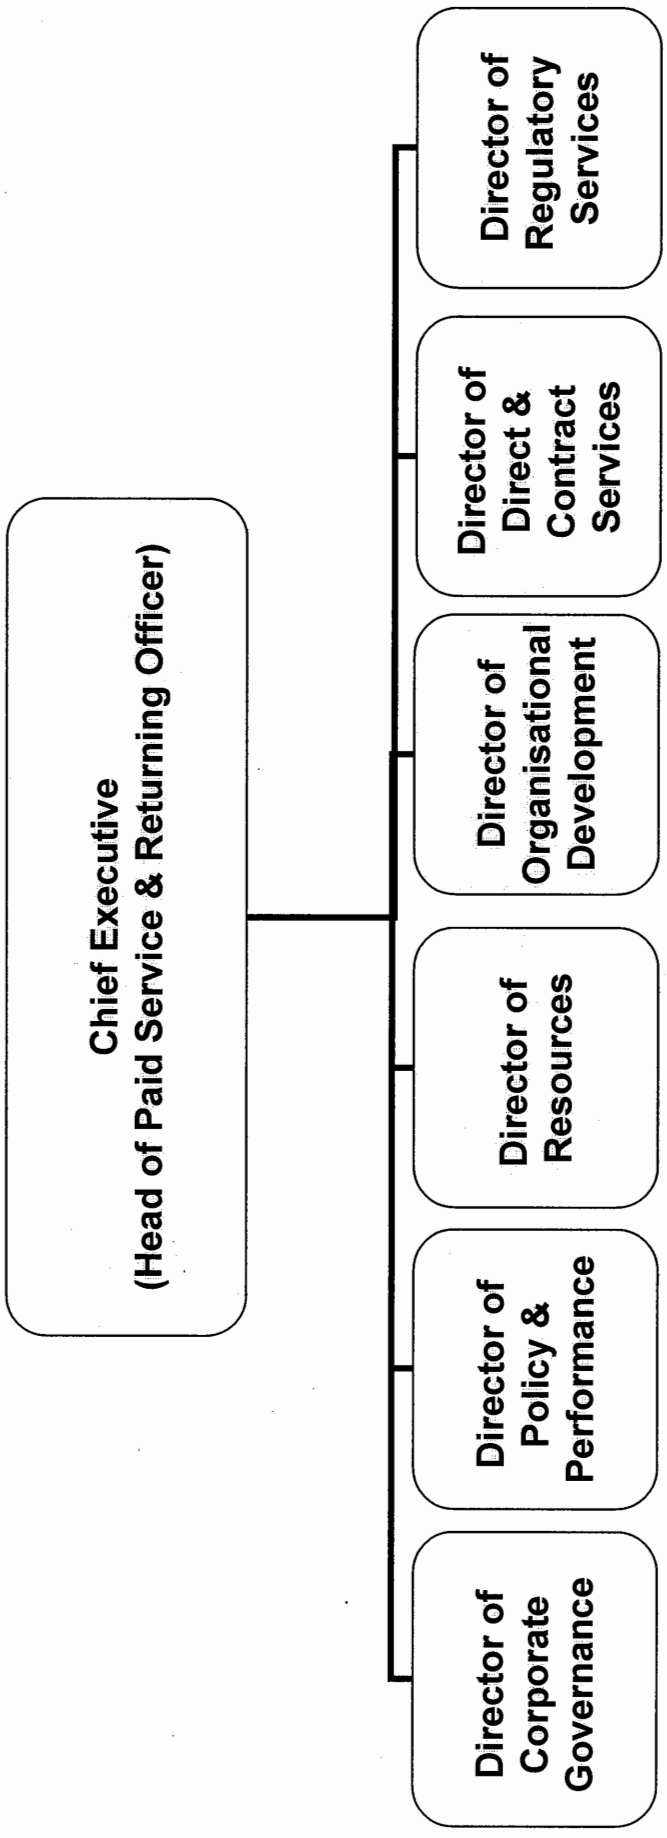 Chief Executive
(Head of Paid Service & Returning Officer)
Director of
Corporate
Governance
Director of
Policy &
Performance
Director of
Resources
Director of
Organisational
Development
Director of
Direct &
Contract
Services
Director of
Regulatory
Services